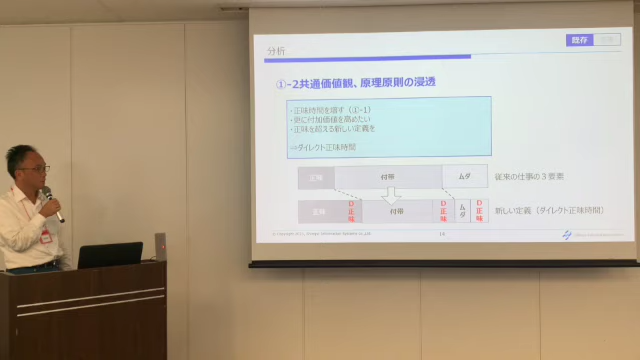 分析
既存
①-2共通価値観、原理原則の浸透
・正味時間を増す（①-1）
・更に付加価値を高めたい
・正味を超える新しい定義を
⇒ダイレクト正味時間
正味 付帯 ムダ 従来の仕事の3要素
正味 D正味 付帯 D正味 ムダ D正味 新しい定義（ダイレクト正味時間）
14